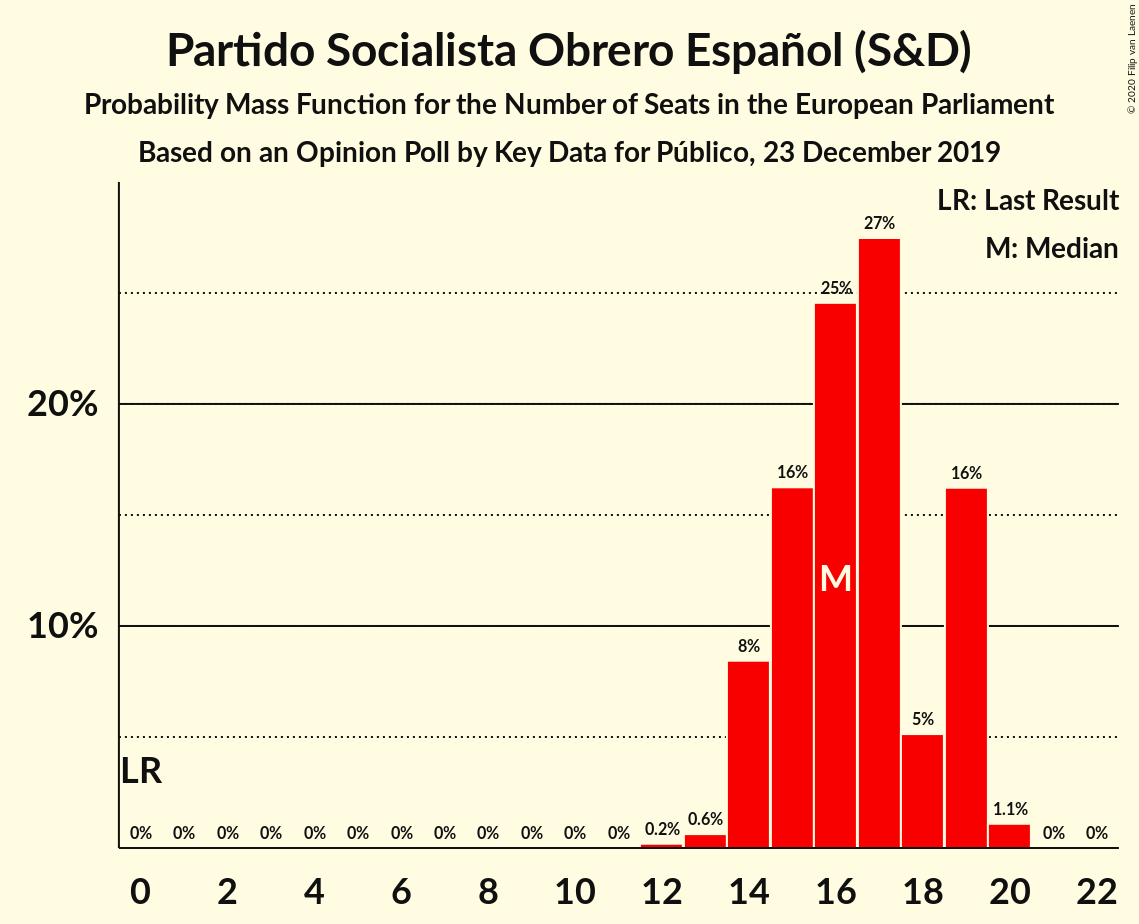 Partido Socialista Obrero Español (S&D)
Probability Mass Function for the Number of Seats in the European Parliament
Based on an Opinion Poll by Key Data for Público, 23 December 2019
© 2020 Filip van Laenen
LR: Last Result
M: Median
20%
10%
LR
M
0% 0% 0% 0% 0% 0% 0% 0% 0% 0% 0% 0% 0.2% 0.6% 8% 16% 25% 27% 5% 16% 1.1% 0% 0%
0 2 4 6 8 10 12 14 16 18 20 22